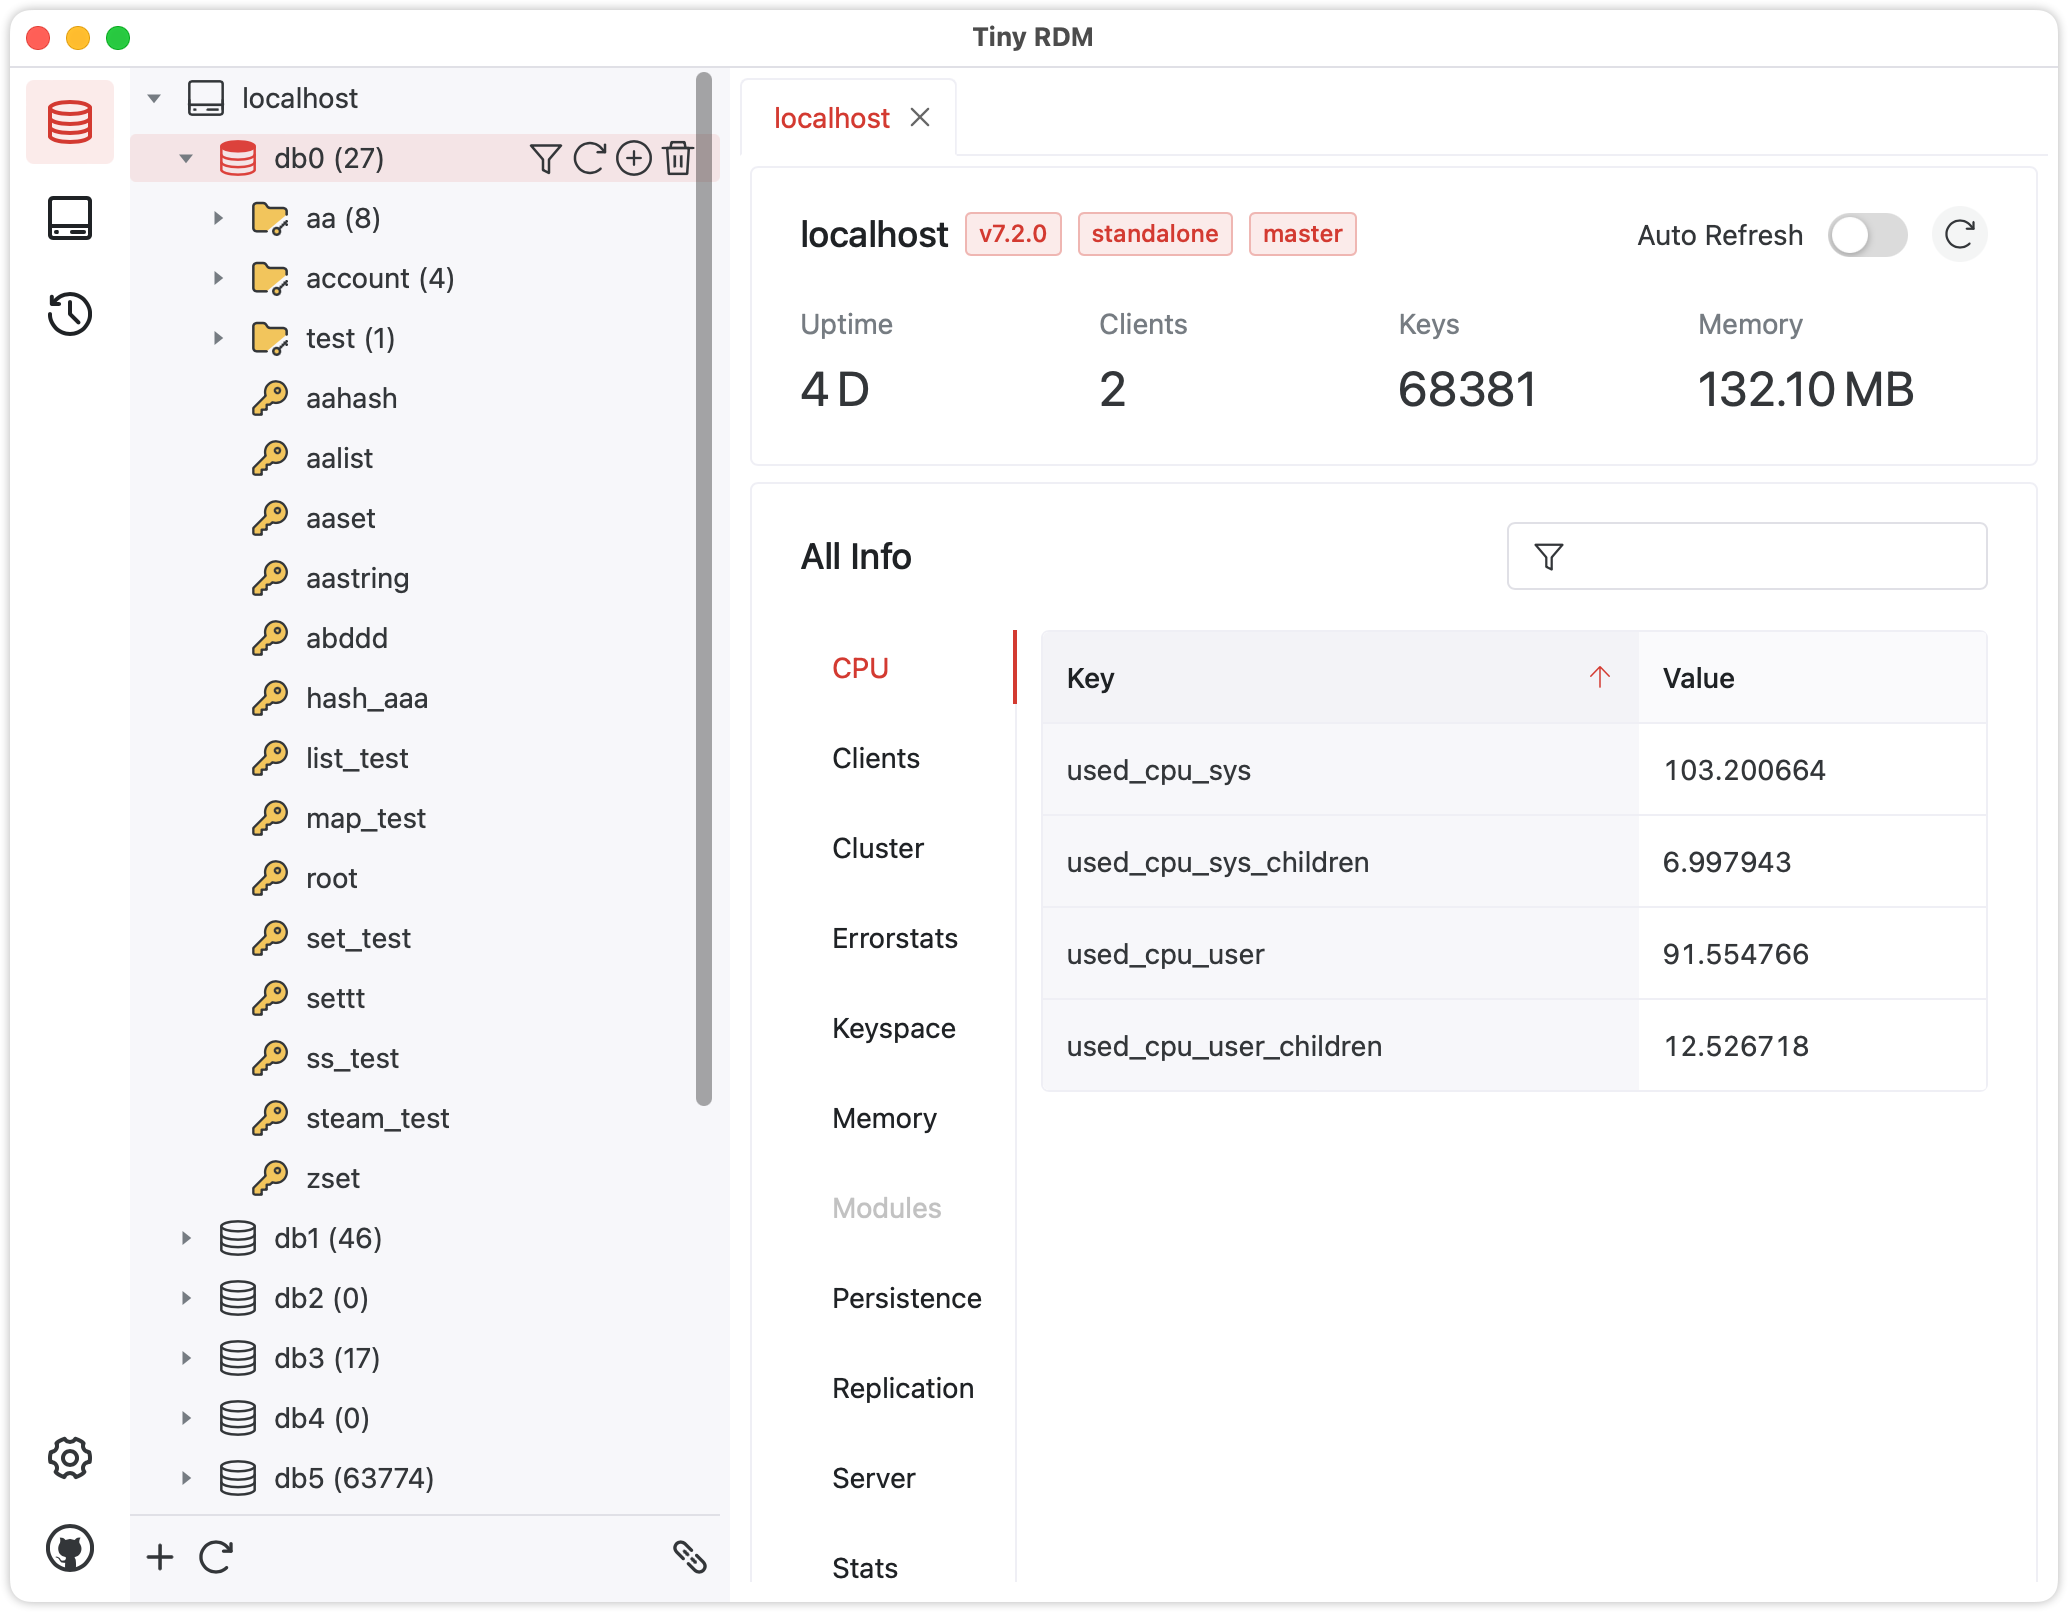 Tiny RDM
localhost
db0 (27)
aa (8)
account (4)
test (1)
aahash
aalist
aaset
aastring
abddd
hash_aaa
list_test
map_test
root
set_test
settt
ss_test
steam_test
zset
db1 (46)
db2 (0)
db3 (17)
db4 (0)
db5 (63774)
localhost
localhost v7.2.0 standalone master Auto Refresh
Uptime Clients Keys Memory
4 D 2 68381 132.10 MB
All Info
CPU
Clients
Cluster
Errorstats
Keyspace
Memory
Modules
Persistence
Replication
Server
Stats
Key Value
used_cpu_sys 103.200664
used_cpu_sys_children 6.997943
used_cpu_user 91.554766
used_cpu_user_children 12.526718